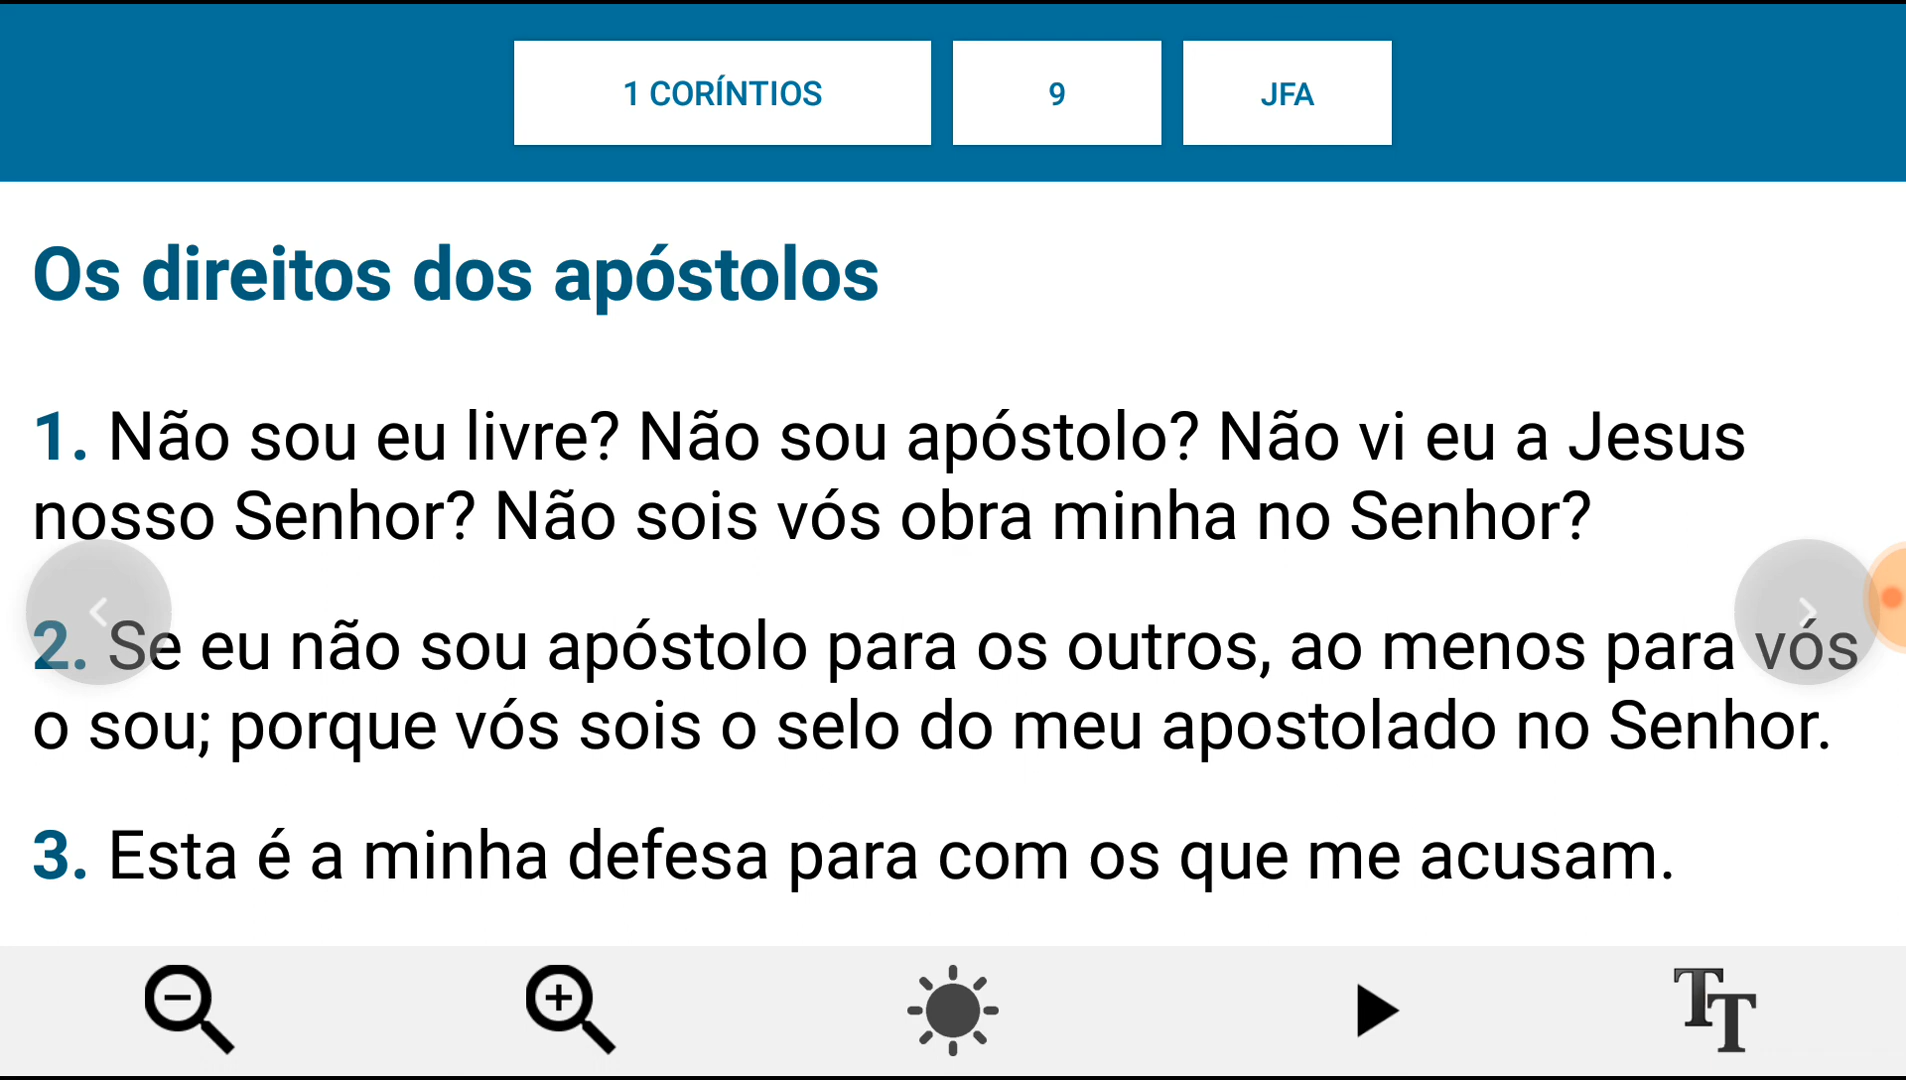 1 CORÍNTIOS 9 JFA
Os direitos dos apóstolos
1. Não sou eu livre? Não sou apóstolo? Não vi eu a Jesus
nosso Senhor? Não sois vós obra minha no Senhor?
2. Se eu não sou apóstolo para os outros, ao menos para vós
o sou; porque vós sois o selo do meu apostolado no Senhor.
3. Esta é a minha defesa para com os que me acusam.
TT